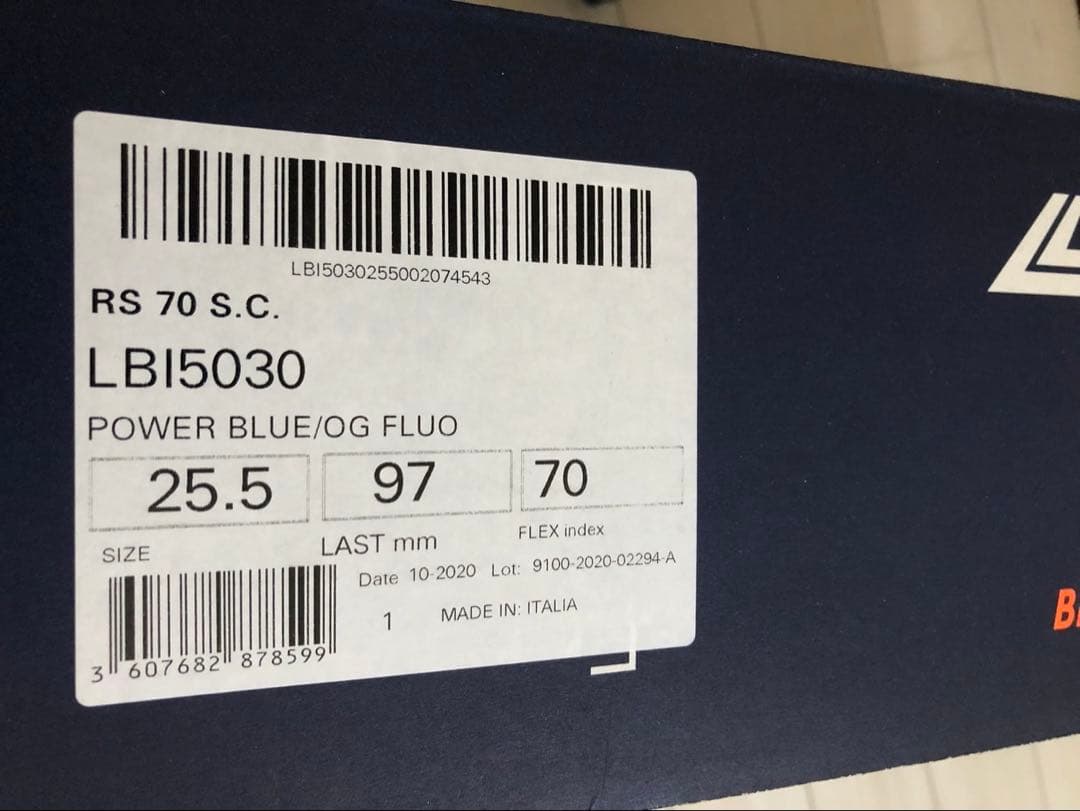 LBI5030255002074543
RS 70 S.C.
LBI5030
POWER BLUE/OG FLUO
25.5 97 70
SIZE LAST mm FLEX index
Date 10-2020 Lot: 9100-2020-02294-A
1 MADE IN: ITALIA
3 607682 878599